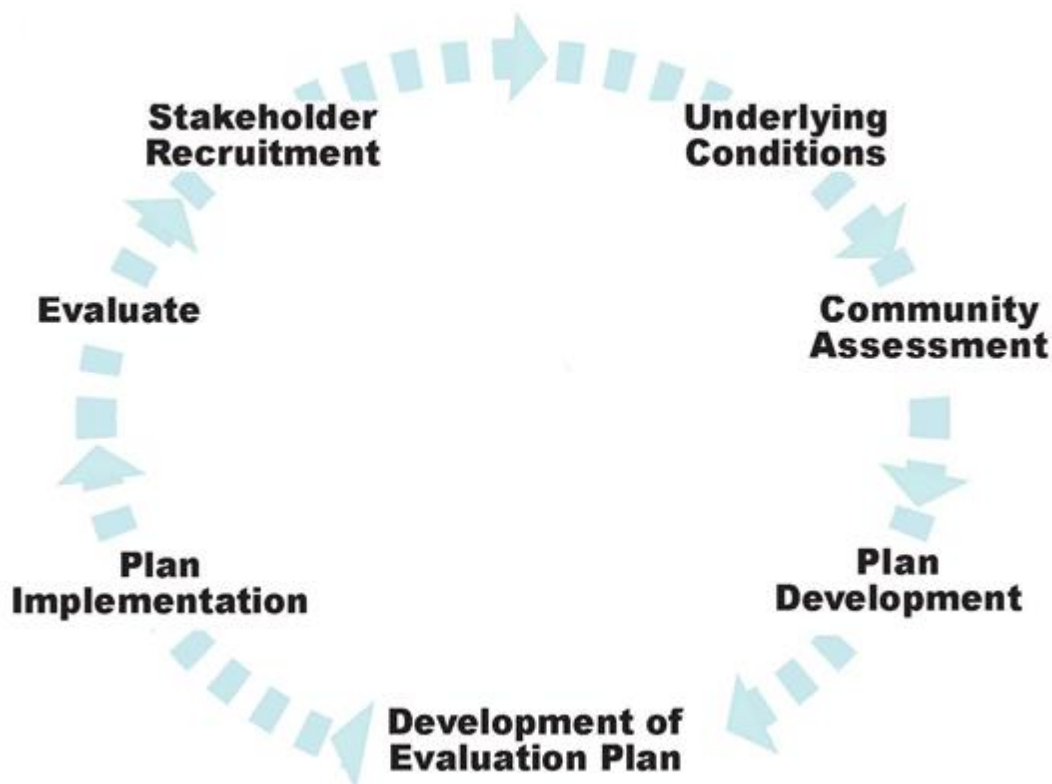 Stakeholder
Recruitment
Underlying
Conditions
Community
Assessment
Plan
Development
Development of
Evaluation Plan
Plan
Implementation
Evaluate